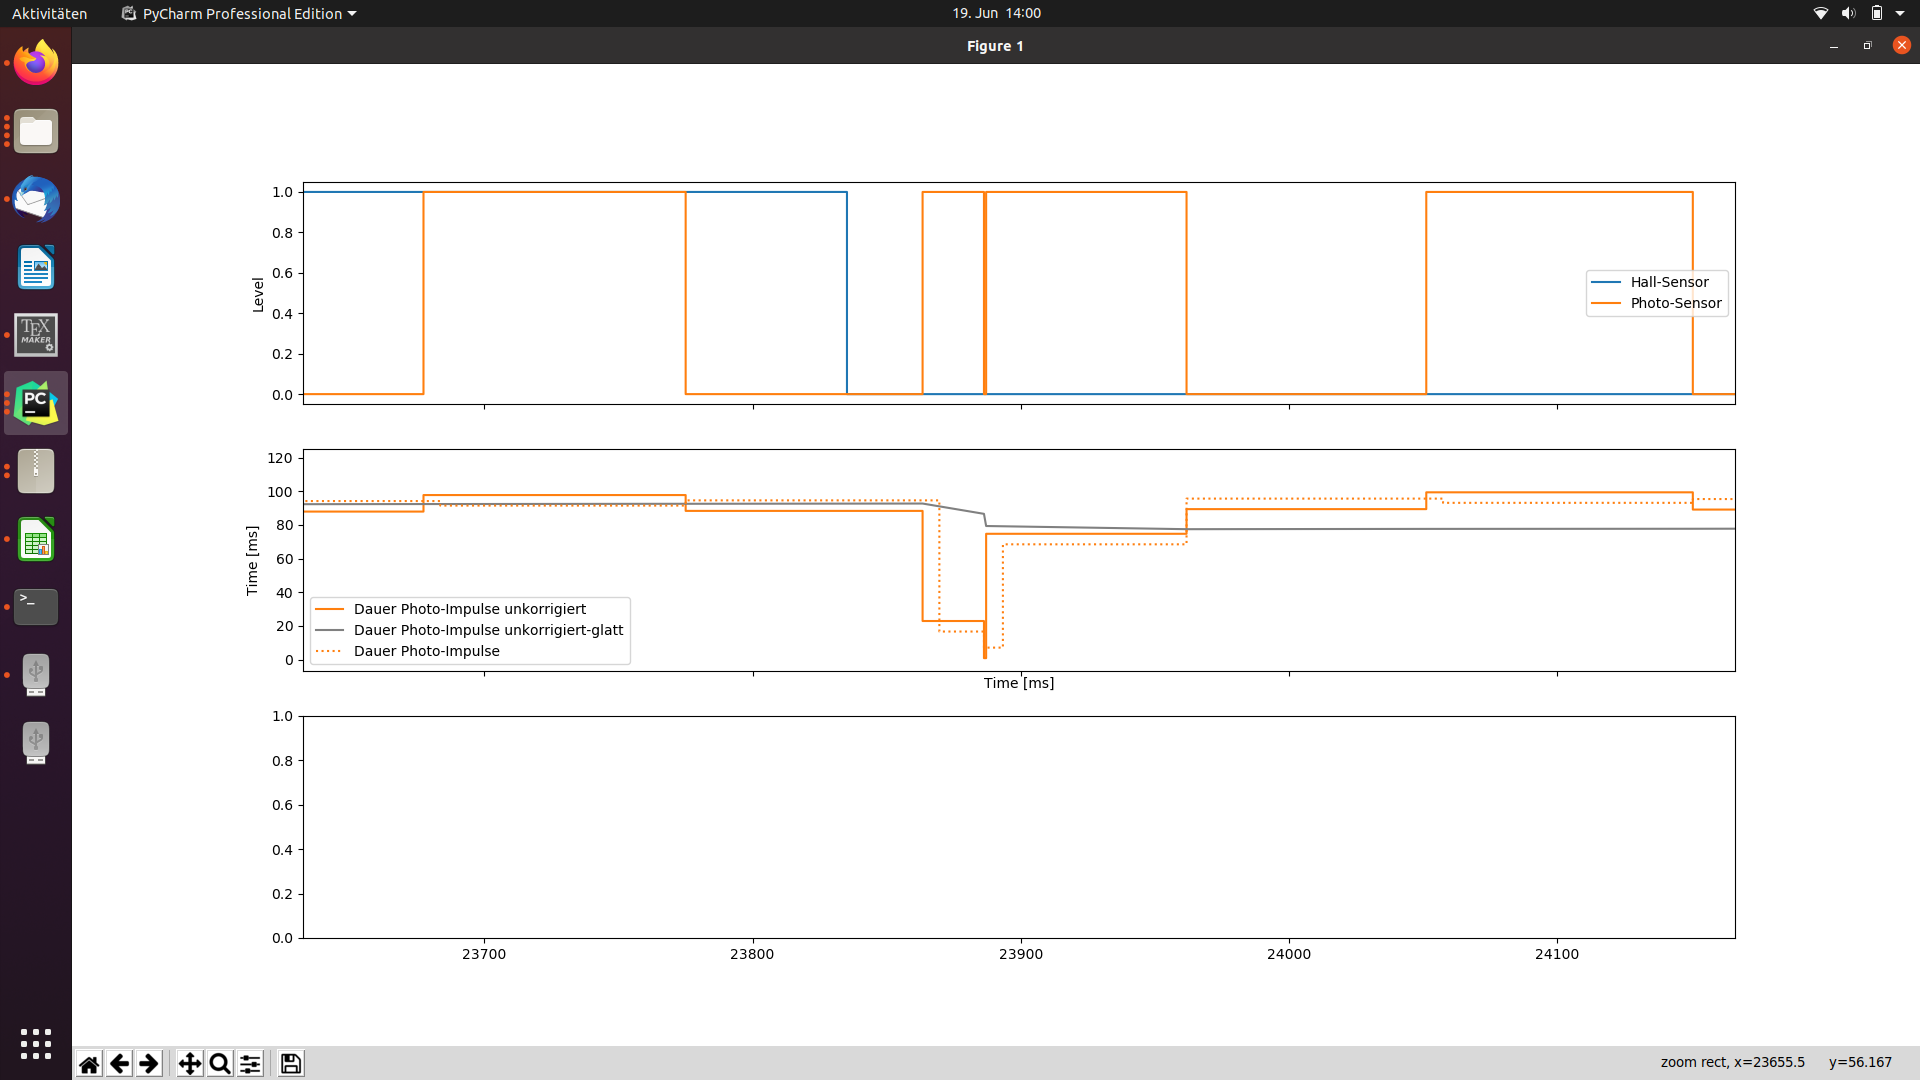 Aktivitäten
PyCharm Professional Edition
19. Jun 14:00
Figure 1
1.0
0.8
0.6
0.4
0.2
0.0
Level
Hall-Sensor
Photo-Sensor
120
100
80
60
40
20
0
Time [ms]
Dauer Photo-Impulse unkorrigiert
Dauer Photo-Impulse unkorrigiert-glatt
Dauer Photo-Impulse
Time [ms]
1.0
0.8
0.6
0.4
0.2
0.0
23700 23800 23900 24000 24100
TEX
MAKER
PC
>_
zoom rect, x=23655.5 y=56.167